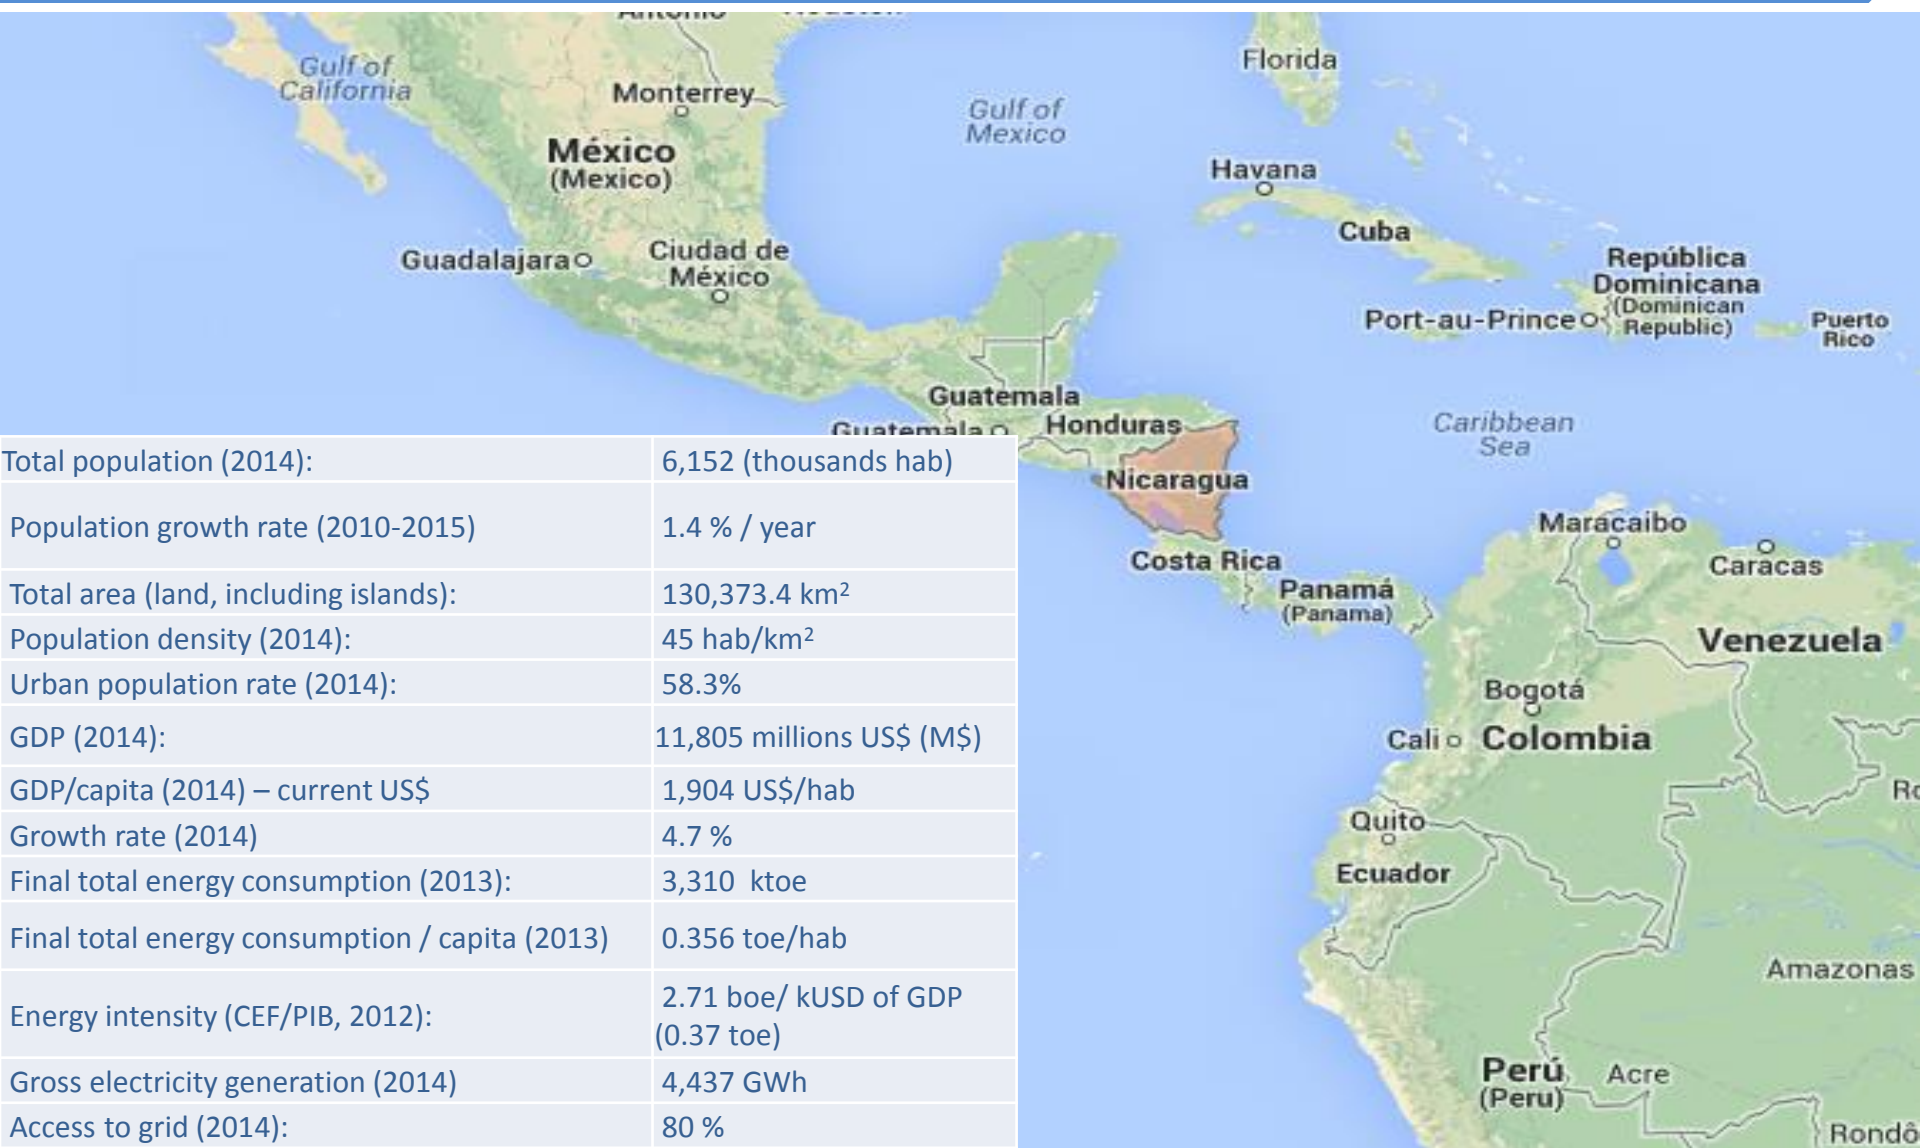 Antonio
Houston
Gulf of
California
Monterrey
México
(Mexico)
Gulf of
Mexico
Florida
Havana
Cuba
Guadalajara
Ciudad de
México
República
Dominicana
(Dominican
Republic)
Port-au-Prince
Puerto
Rico
Guatemala
Guatemala
Honduras
Caribbean
Sea
Nicaragua
Costa Rica
Panamá
(Panama)
Maracaibo
Caracas
Venezuela
Bogotá
Cali
Colombia
Quito
Ecuador
Amazonas
Perú
(Peru)
Acre
Total population (2014): 6,152 (thousands hab)
Population growth rate (2010-2015) 1.4 % / year
Total area (land, including islands): 130,373.4 km²
Population density (2014): 45 hab/km²
Urban population rate (2014): 58.3%
GDP (2014): 11,805 millions US$ (M$)
GDP/capita (2014) – current US$ 1,904 US$/hab
Growth rate (2014) 4.7 %
Final total energy consumption (2013): 3,310 ktoe
Final total energy consumption / capita (2013) 0.356 toe/hab
Energy intensity (CEF/PIB, 2012): 2.71 boe/ kUSD of GDP
(0.37 toe)
Gross electricity generation (2014) 4,437 GWh
Access to grid (2014): 80 %